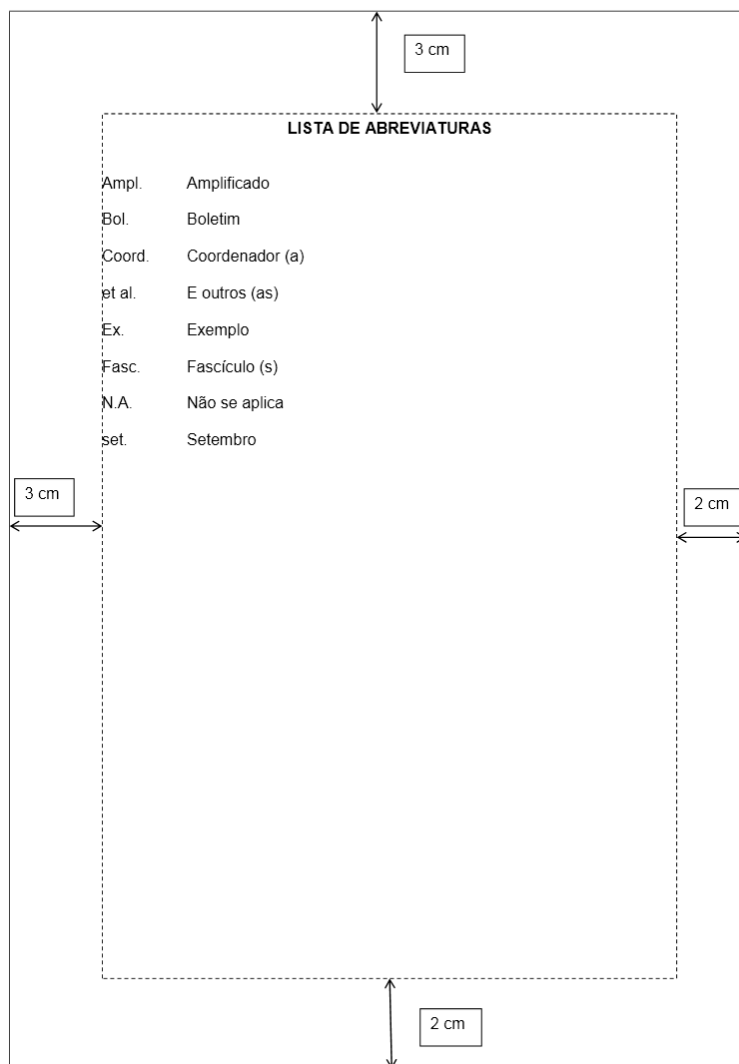 3 cm
LISTA DE ABREVIATURAS
Ampl. Amplificado
Bol. Boletim
Coord. Coordenador (a)
et al. E outros (as)
Ex. Exemplo
Fasc. Fascículo (s)
N.A. Não se aplica
set. Setembro
3 cm
2 cm
2 cm